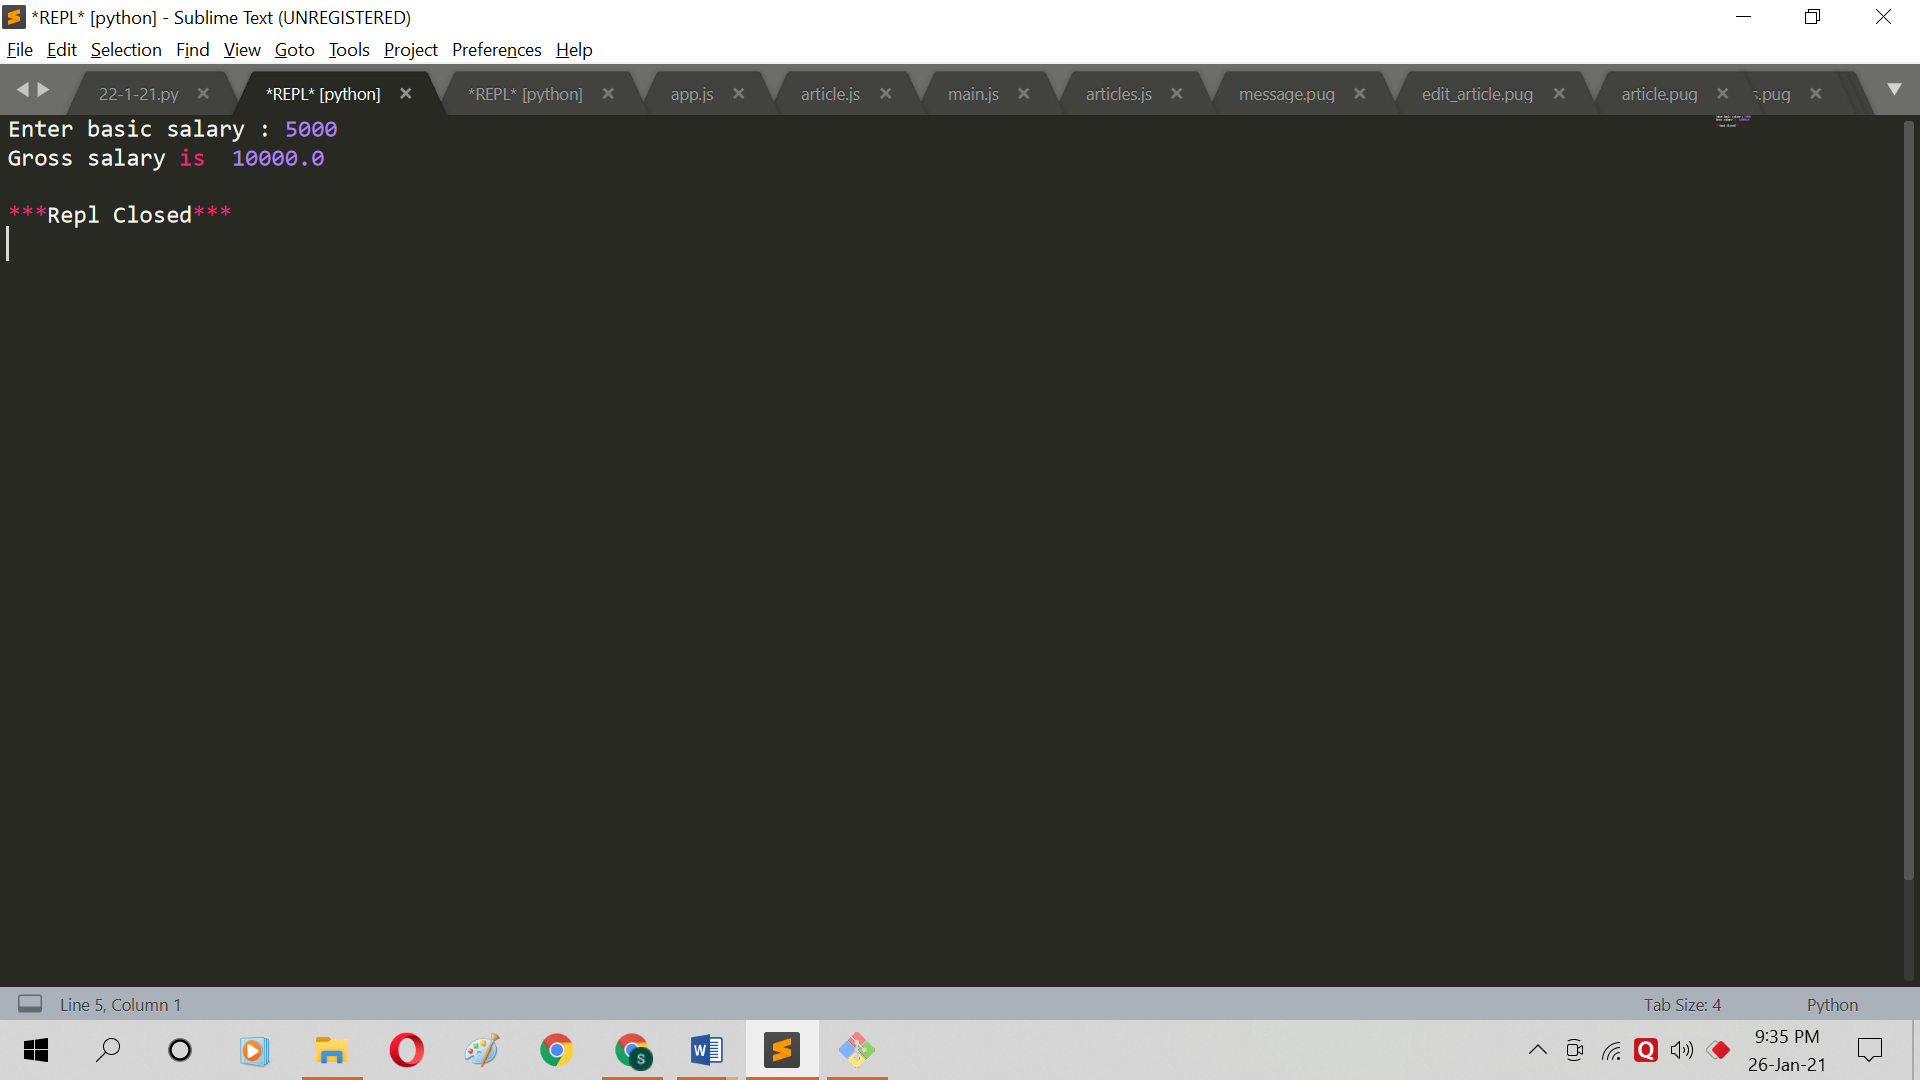 *REPL* [python] - Sublime Text (UNREGISTERED)
File Edit Selection Find View Goto Tools Project Preferences Help
22-1-21.py *REPL* [python] *REPL* [python] app.js article.js main.js articles.js message.pug edit_article.pug article.pug s.pug
Enter basic salary : 5000
Gross salary is  10000.0
***Repl Closed***
Line 5, Column 1 Tab Size: 4 Python
9:35 PM
26-Jan-21